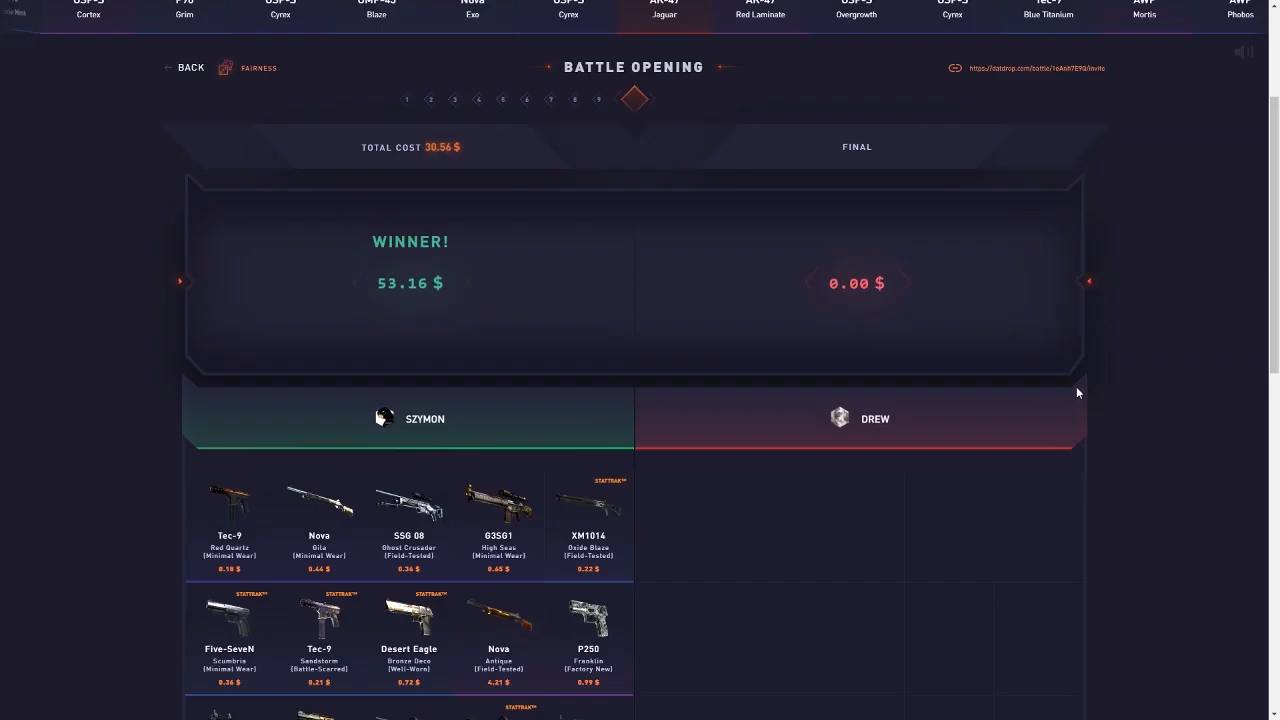 USP-S P90 USP-S UMP-45 Nova USP-S AK-47 AK-47 USP-S USP-S Tec-9 AWP AWP
Cortex Grim Cyrex Blaze Exo Cyrex Jaguar Red Laminate Overgrowth Cyrex Blue Titanium Mortis Phobos
← BACK FAIRNESS BATTLE OPENING https://datdrop.com/battle/1eAnh7E9Q/invite
1 2 3 4 5 6 7 8 9
TOTAL COST 30.56 $ FINAL
WINNER!
53.16 $ 0.00 $
SZYMON DREW
STATTRAK™
Tec-9 Nova SSG 08 G3SG1 XM1014
Red Quartz Gila Ghost Crusader High Seas Oxide Blaze
(Minimal Wear) (Minimal Wear) (Field-Tested) (Minimal Wear) (Field-Tested)
0.18 $ 0.44 $ 0.36 $ 0.65 $ 0.22 $
STATTRAK™ STATTRAK™ STATTRAK™
Five-SeveN Tec-9 Desert Eagle Nova P250
Scumbria Sandstorm Bronze Deco Antique Franklin
(Minimal Wear) (Battle-Scarred) (Well-Worn) (Field-Tested) (Factory New)
0.36 $ 0.21 $ 0.72 $ 4.21 $ 0.99 $
STATTRAK™